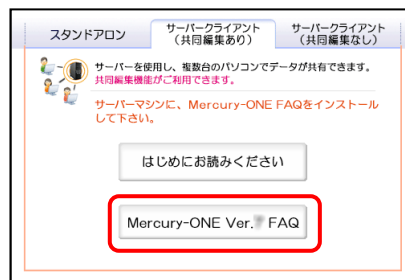 スタンドアロン
サーバークライアント
（共同編集あり）
サーバークライアント
（共同編集なし）
サーバーを使用し、複数台のパソコンでデータが共有できます。
共同編集機能がご利用できます。
サーバーマシンに、Mercury-ONE FAQをインストール
して下さい。
はじめにお読みください
Mercury-ONE Ver. FAQ